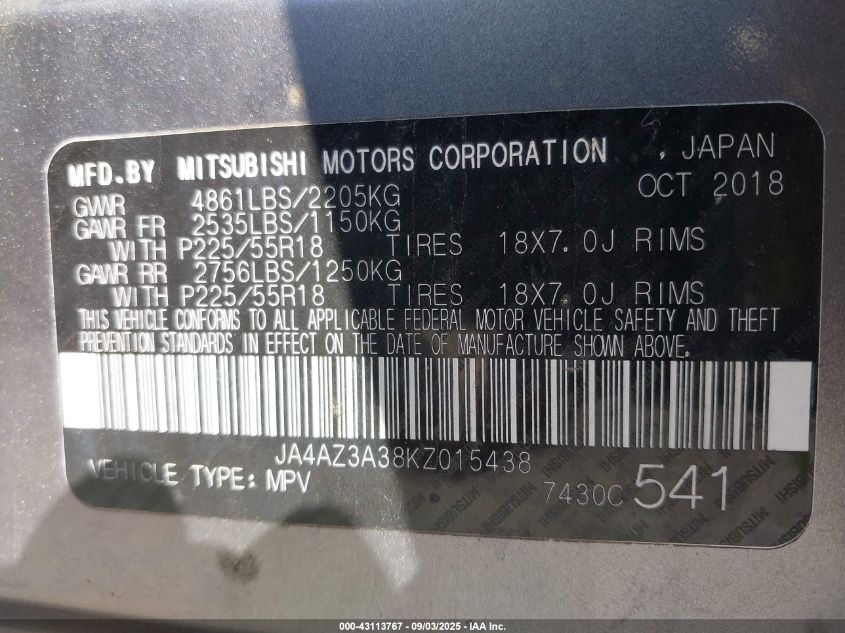 MFD.BY MITSUBISHI MOTORS CORPORATION , JAPAN
GVWR 4861LBS/2205KG OCT 2018
GAWR FR 2535LBS/1150KG
WITH P225/55R18 TIRES 18X7.0J RIMS
GAWR RR 2756LBS/1250KG
WITH P225/55R18 TIRES 18X7.0J RIMS
THIS VEHICLE CONFORMS TO ALL APPLICABLE FEDERAL MOTOR VEHICLE SAFETY AND THEFT
PREVENTION STANDARDS IN EFFECT ON THE DATE OF MANUFACTURE SHOWN ABOVE.
JA4AZ3A38KZ015438
VEHICLE TYPE: MPV 7430C 541
000-43113767 - 09/03/2025 - IAA Inc.